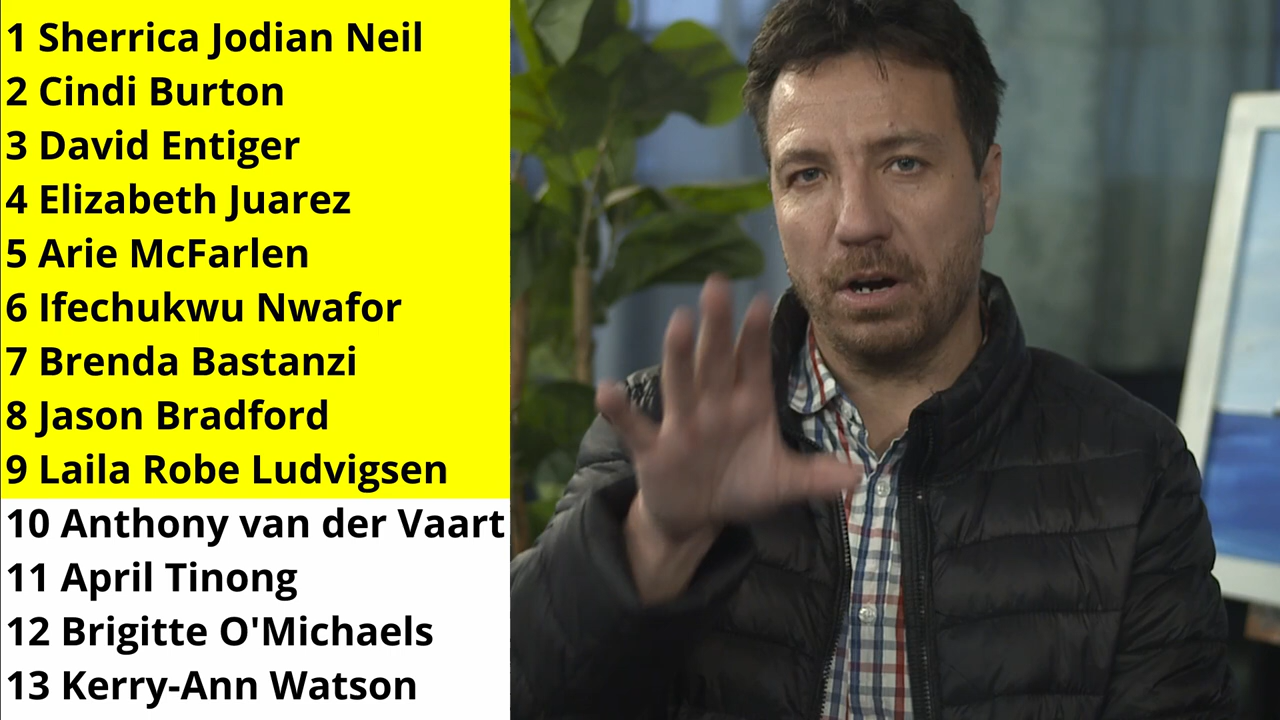 1 Sherrica Jodian Neil
2 Cindi Burton
3 David Entiger
4 Elizabeth Juarez
5 Arie McFarlen
6 Ifechukwu Nwafor
7 Brenda Bastanzi
8 Jason Bradford
9 Laila Robe Ludvigsen
10 Anthony van der Vaart
11 April Tinong
12 Brigitte O'Michaels
13 Kerry-Ann Watson